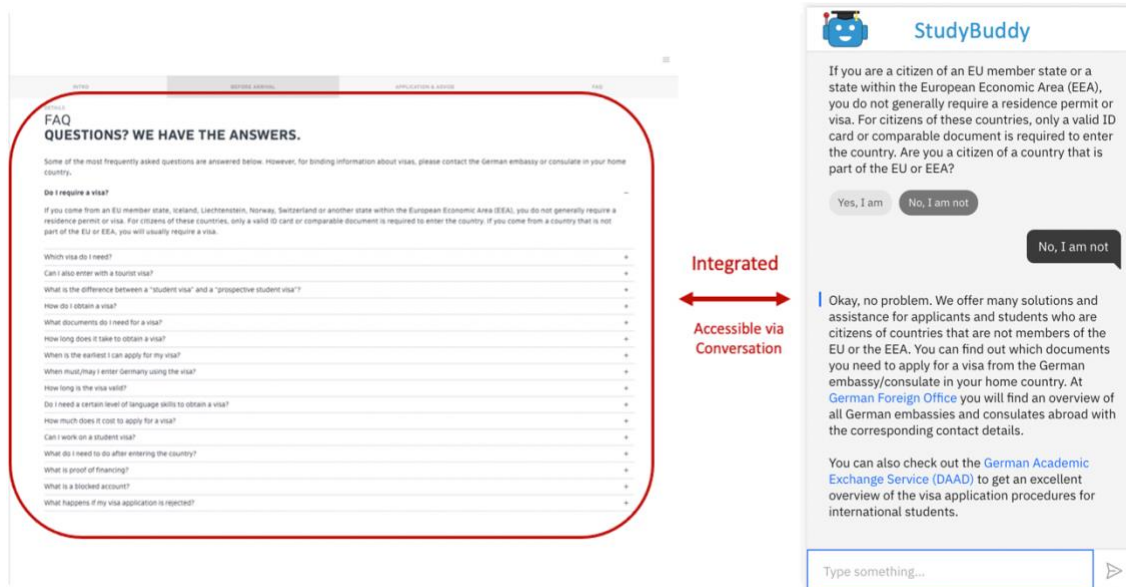 INTRO
BEFORE ARRIVAL
APPLICATION & ADVICE
FAQ
DETAILS
FAQ
QUESTIONS? WE HAVE THE ANSWERS.
Some of the most frequently asked questions are answered below. However, for binding information about visas, please contact the German embassy or consulate in your home
country.
Do I require a visa?
If you come from an EU member state, Iceland, Liechtenstein, Norway, Switzerland or another state within the European Economic Area (EEA), you do not generally require a
residence permit or visa. For citizens of these countries, only a valid ID card or comparable document is required to enter the country. If you come from a country that is not
part of the EU or EEA, you will usually require a visa.
Which visa do I need?
Can I also enter with a tourist visa?
What is the difference between a "student visa" and a "prospective student visa"?
How do I obtain a visa?
What documents do I need for a visa?
How long does it take to obtain a visa?
When is the earliest I can apply for my visa?
When must/may I enter Germany using the visa?
How long is the visa valid?
Do I need a certain level of language skills to obtain a visa?
How much does it cost to apply for a visa?
Can I work on a student visa?
What do I need to do after entering the country?
What is proof of financing?
What is a blocked account?
What happens if my visa application is rejected?
Integrated
Accessible via
Conversation
StudyBuddy
If you are a citizen of an EU member state or a
state within the European Economic Area (EEA),
you do not generally require a residence permit or
visa. For citizens of these countries, only a valid ID
card or comparable document is required to enter
the country. Are you a citizen of a country that is
part of the EU or EEA?
Yes, I am
No, I am not
No, I am not
Okay, no problem. We offer many solutions and
assistance for applicants and students who are
citizens of countries that are not members of the
EU or the EEA. You can find out which documents
you need to apply for a visa from the German
embassy/consulate in your home country. At
German Foreign Office you will find an overview of
all German embassies and consulates abroad with
the corresponding contact details.
You can also check out the German Academic
Exchange Service (DAAD) to get an excellent
overview of the visa application procedures for
international students.
Type something...